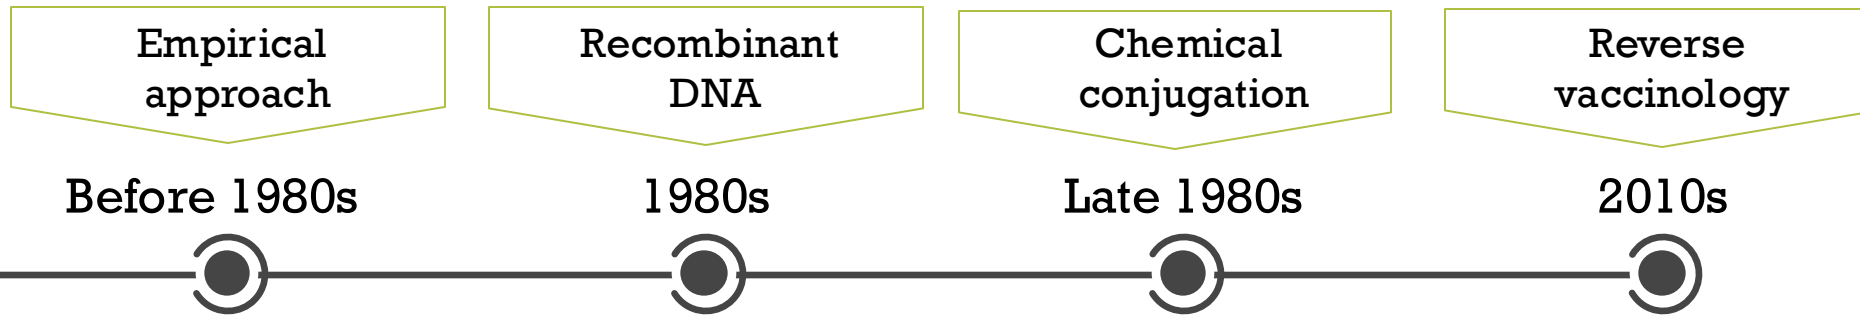 Empirical
approach
Recombinant
DNA
Chemical
conjugation
Reverse
vaccinology
Before 1980s
1980s
Late 1980s
2010s